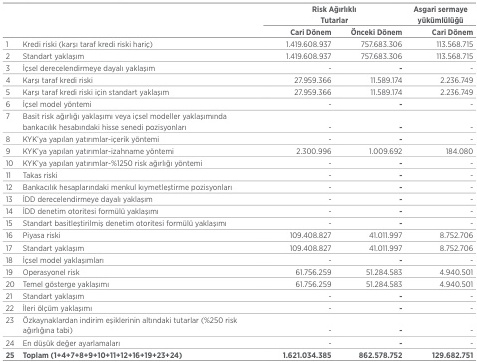 Risk Ağırlıklı Asgari sermaye
Tutarlar yükümlülüğü
Cari Dönem Önceki Dönem Cari Dönem
1 Kredi riski (karşı taraf kredi riski hariç) 1.419.608.937 757.683.306 113.568.715
2 Standart yaklaşım 1.419.608.937 757.683.306 113.568.715
3 İçsel derecelendirmeye dayalı yaklaşım - - -
4 Karşı taraf kredi riski 27.959.366 11.589.174 2.236.749
5 Karşı taraf kredi riski için standart yaklaşım 27.959.366 11.589.174 2.236.749
6 İçsel model yöntemi - - -
7 Basit risk ağırlığı yaklaşımı veya içsel modeller yaklaşımında
bankacılık hesabındaki hisse senedi pozisyonları - - -
8 KYK'ya yapılan yatırımlar-içerik yöntemi - - -
9 KYK'ya yapılan yatırımlar-izahname yöntemi 2.300.996 1.009.692 184.080
10 KYK'ya yapılan yatırımlar-%1250 risk ağırlığı yöntemi - - -
11 Takas riski - - -
12 Bankacılık hesaplarındaki menkul kıymetleştirme pozisyonları - - -
13 İDD derecelendirmeye dayalı yaklaşım - - -
14 İDD denetim otoritesi formülü yaklaşımı - - -
15 Standart basitleştirilmiş denetim otoritesi formülü yaklaşımı - - -
16 Piyasa riski 109.408.827 41.011.997 8.752.706
17 Standart yaklaşım 109.408.827 41.011.997 8.752.706
18 İçsel model yaklaşımları - - -
19 Operasyonel risk 61.756.259 51.284.583 4.940.501
20 Temel gösterge yaklaşımı 61.756.259 51.284.583 4.940.501
21 Standart yaklaşım - - -
22 İleri ölçüm yaklaşımı - - -
23 Özkaynaklardan indirim eşiklerinin altındaki tutarlar (%250 risk
ağırlığına tabi) - - -
24 En düşük değer ayarlamaları - - -
25 Toplam (1+4+7+8+9+10+11+12+16+19+23+24) 1.621.034.385 862.578.752 129.682.751